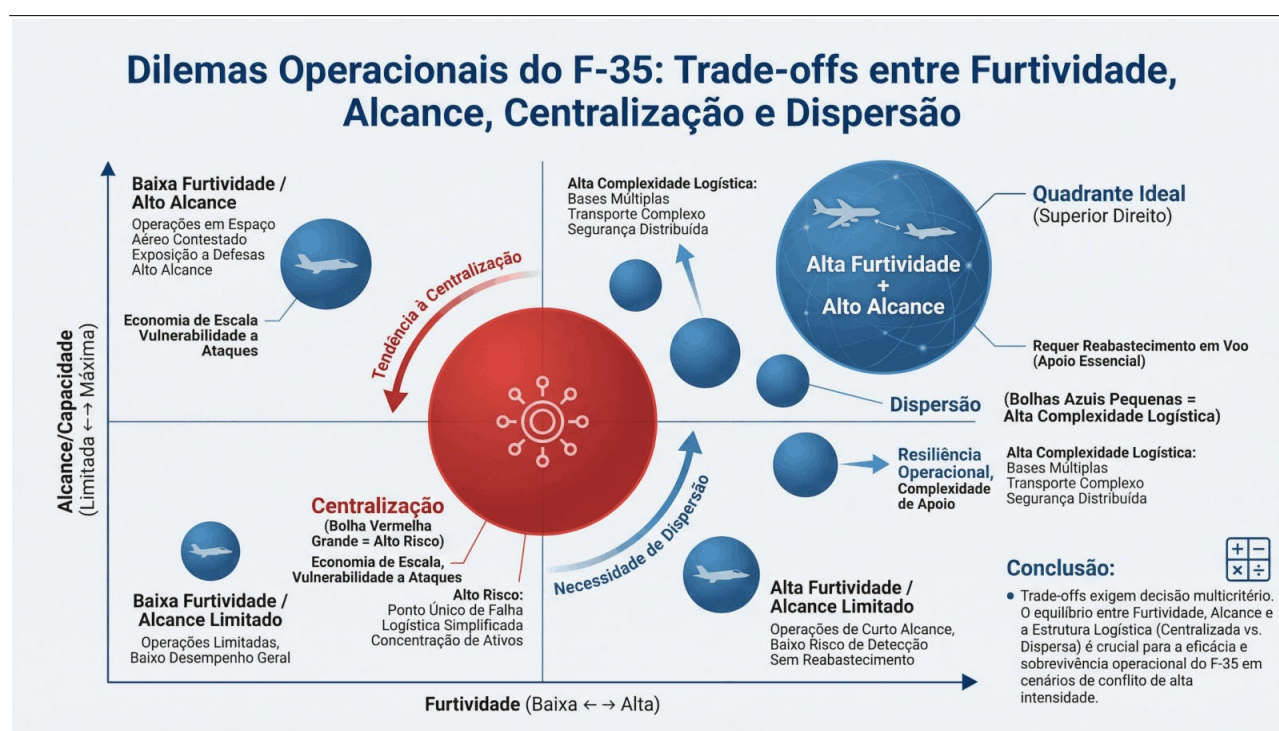 Dilemas Operacionais do F-35: Trade-offs entre Furtividade,
Alcance, Centralização e Dispersão
Baixa Furtividade /
Alto Alcance
Operações em Espaço
Aéreo Contestado
Exposição a Defesas
Alto Alcance
Economia de Escala
Vulnerabilidade a
Ataques
Tendência à Centralização
Alta Complexidade Logística:
Bases Múltiplas
Transporte Complexo
Segurança Distribuída
Alta Furtividade
+
Alto Alcance
Quadrante Ideal
(Superior Direito)
Requer Reabastecimento em Voo
(Apoio Essencial)
Dispersão
(Bolhas Azuis Pequenas =
Alta Complexidade Logística)
Resiliência
Operacional,
Complexidade
de Apoio
Alta Complexidade Logística:
Bases Múltiplas
Transporte Complexo
Segurança Distribuída
Alcance/Capacidade
(Limitada ←→ Máxima)
Centralização
(Bolha Vermelha
Grande = Alto Risco)
Economia de Escala,
Vulnerabilidade a Ataques
Alto Risco:
Ponto Único de Falha
Logística Simplificada
Concentração de Ativos
Necessidade de Dispersão
Baixa Furtividade /
Alcance Limitado
Operações Limitadas,
Baixo Desempenho Geral
Alta Furtividade /
Alcance Limitado
Operações de Curto Alcance,
Baixo Risco de Detecção
Sem Reabastecimento
Conclusão:
• Trade-offs exigem decisão multicritério.
O equilíbrio entre Furtividade, Alcance e
a Estrutura Logística (Centralizada vs.
Dispersa) é crucial para a eficácia e
sobrevivência operacional do F-35 em
cenários de conflito de alta
intensidade.
Furtividade (Baixa ← → Alta)